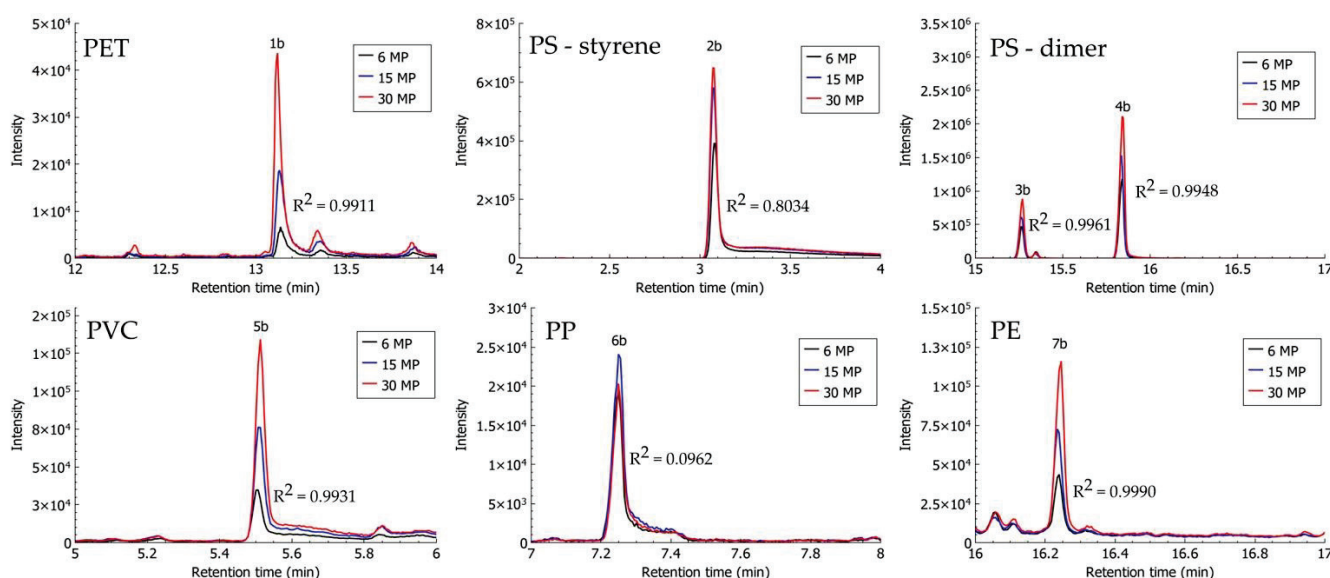 PET
1b
6 MP
15 MP
30 MP
R² = 0.9911
Intensity
5×10⁴
4×10⁴
3×10⁴
2×10⁴
1×10⁴
0
12 12.5 13 13.5 14
Retention time (min)
PS - styrene
2b
6 MP
15 MP
30 MP
R² = 0.8034
Intensity
8×10⁵
6×10⁵
4×10⁵
2×10⁵
0
2 2.5 3 3.5 4
Retention time (min)
PS - dimer
3b
4b
6 MP
15 MP
30 MP
R² = 0.9961
R² = 0.9948
Intensity
3.5×10⁶
3×10⁶
2.5×10⁶
2×10⁶
1.5×10⁶
1×10⁶
5×10⁵
0
15 15.5 16 16.5 17
Retention time (min)
PVC
5b
6 MP
15 MP
30 MP
R² = 0.9931
Intensity
2×10⁵
1×10⁵
1×10⁵
8×10⁴
5×10⁴
3×10⁴
0
5 5.2 5.4 5.6 5.8 6
Retention time (min)
PP
6b
6 MP
15 MP
30 MP
R² = 0.0962
Intensity
3×10⁴
2×10⁴
2×10⁴
1×10⁴
5×10³
0
7 7.2 7.4 7.6 7.8 8
Retention time (min)
PE
7b
6 MP
15 MP
30 MP
R² = 0.9990
Intensity
1.5×10⁵
1.3×10⁵
1×10⁵
7.5×10⁴
5×10⁴
2.5×10⁴
0
16 16.2 16.4 16.6 16.8 17
Retention time (min)